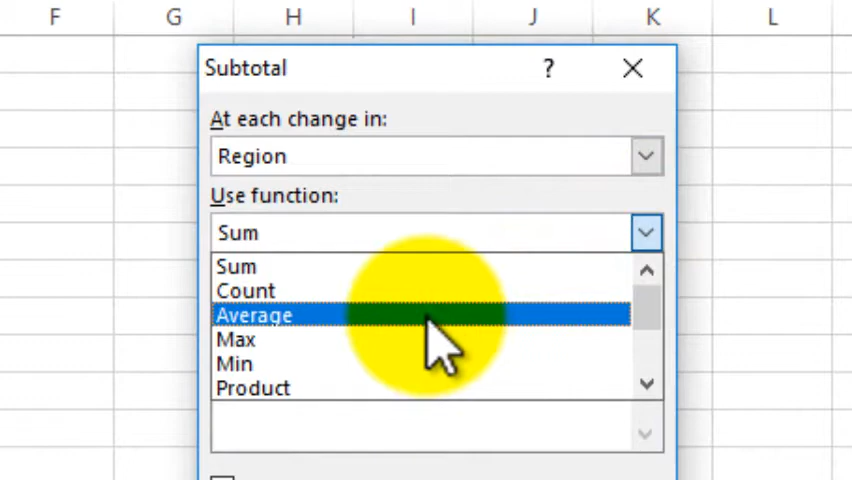 F G H I J K L
Subtotal ?
At each change in:
Region
Use function:
Sum
Sum
Count
Average
Max
Min
Product